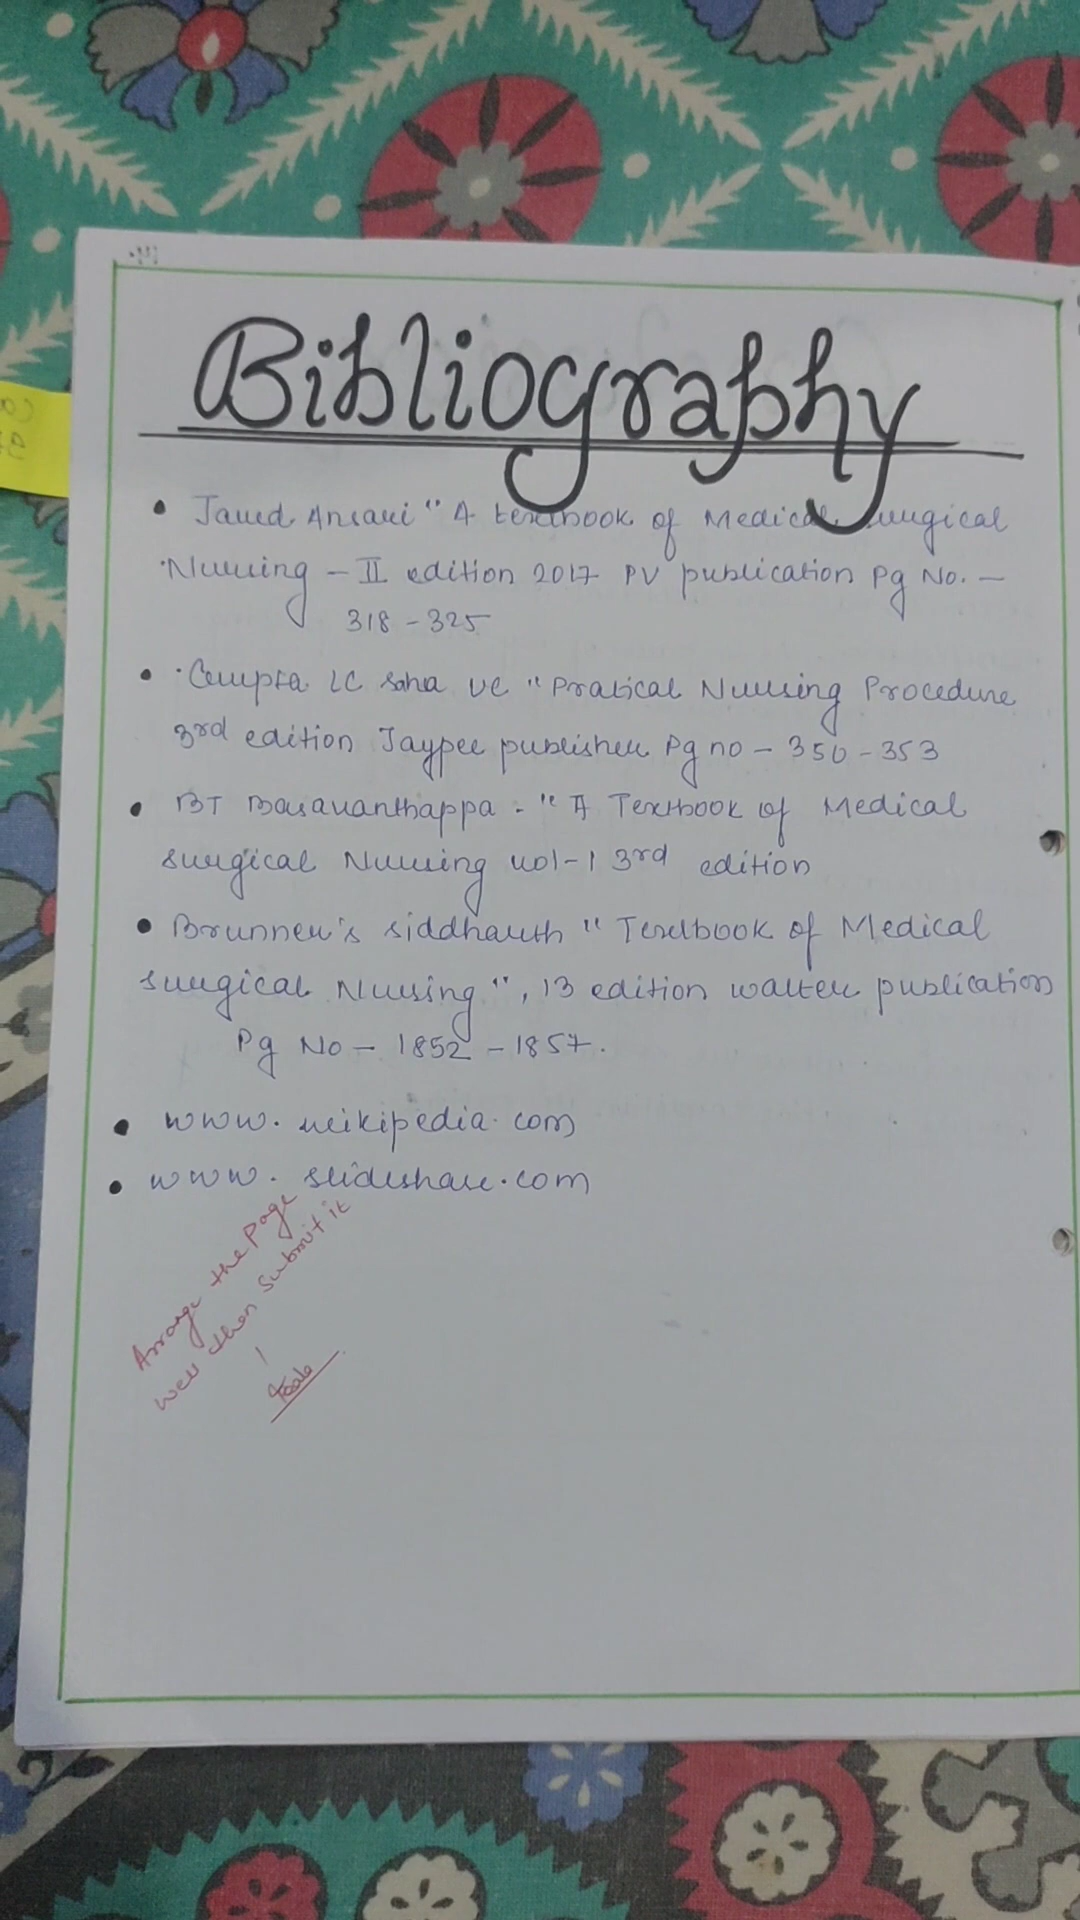 Bibliography
• Javed Ansari " A textbook of Medical surgical
Nursing - II edition 2017 PV publication Pg No. -
318 - 325
• Gupta LC Saha VC " Pratical Nursing Procedure
3rd edition Jaypee publisher Pg no - 350 - 353
• BT Basavanthappa - " A Textbook of Medical
surgical Nursing vol-1 3rd edition
• Brunner's siddharth " Textbook of Medical
surgical Nursing ", 13 edition walter publication
Pg No - 1852 - 1857.
• www.wikipedia.com
• www.slideshare.com
Arrange the page
well then submit it